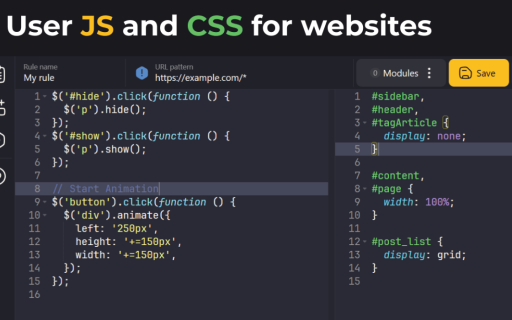 User JS and CSS for websites
Rule name
My rule
URL pattern
https://example.com/*
0 Modules
Save
1 $('#hide').click(function () {
2 $('p').hide();
3 });
4 $('#show').click(function () {
5 $('p').show();
6 });
7
8 // Start Animation
9 $('button').click(function () {
10 $('div').animate({
11 left: '250px',
12 height: '+=150px',
13 width: '+=150px',
14 });
15 });
16
1 #sidebar,
2 #header,
3 #tagArticle {
4 display: none;
5 }
6
7 #content,
8 #page {
9 width: 100%;
10 }
11
12 #post_list {
13 display: grid;
14 }
15